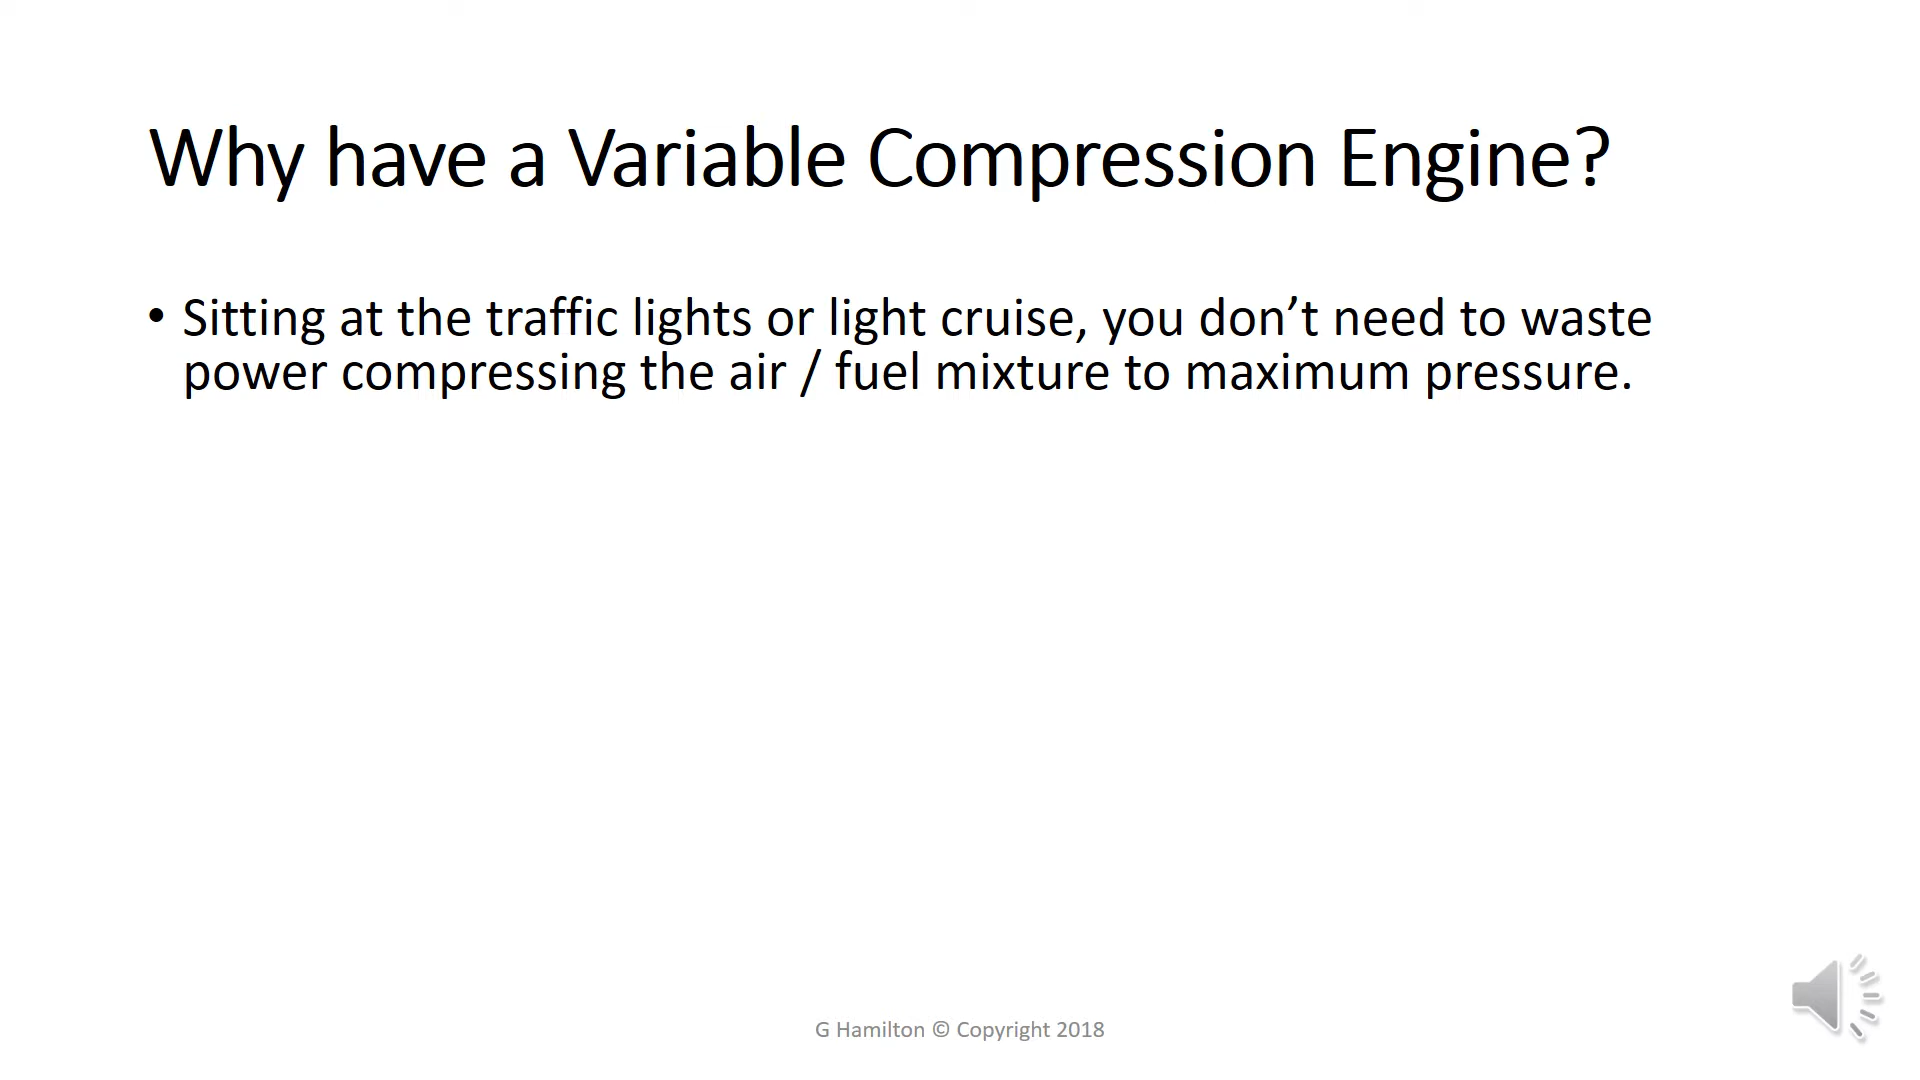 Why have a Variable Compression Engine?
• Sitting at the traffic lights or light cruise, you don’t need to waste
power compressing the air / fuel mixture to maximum pressure.
G Hamilton © Copyright 2018